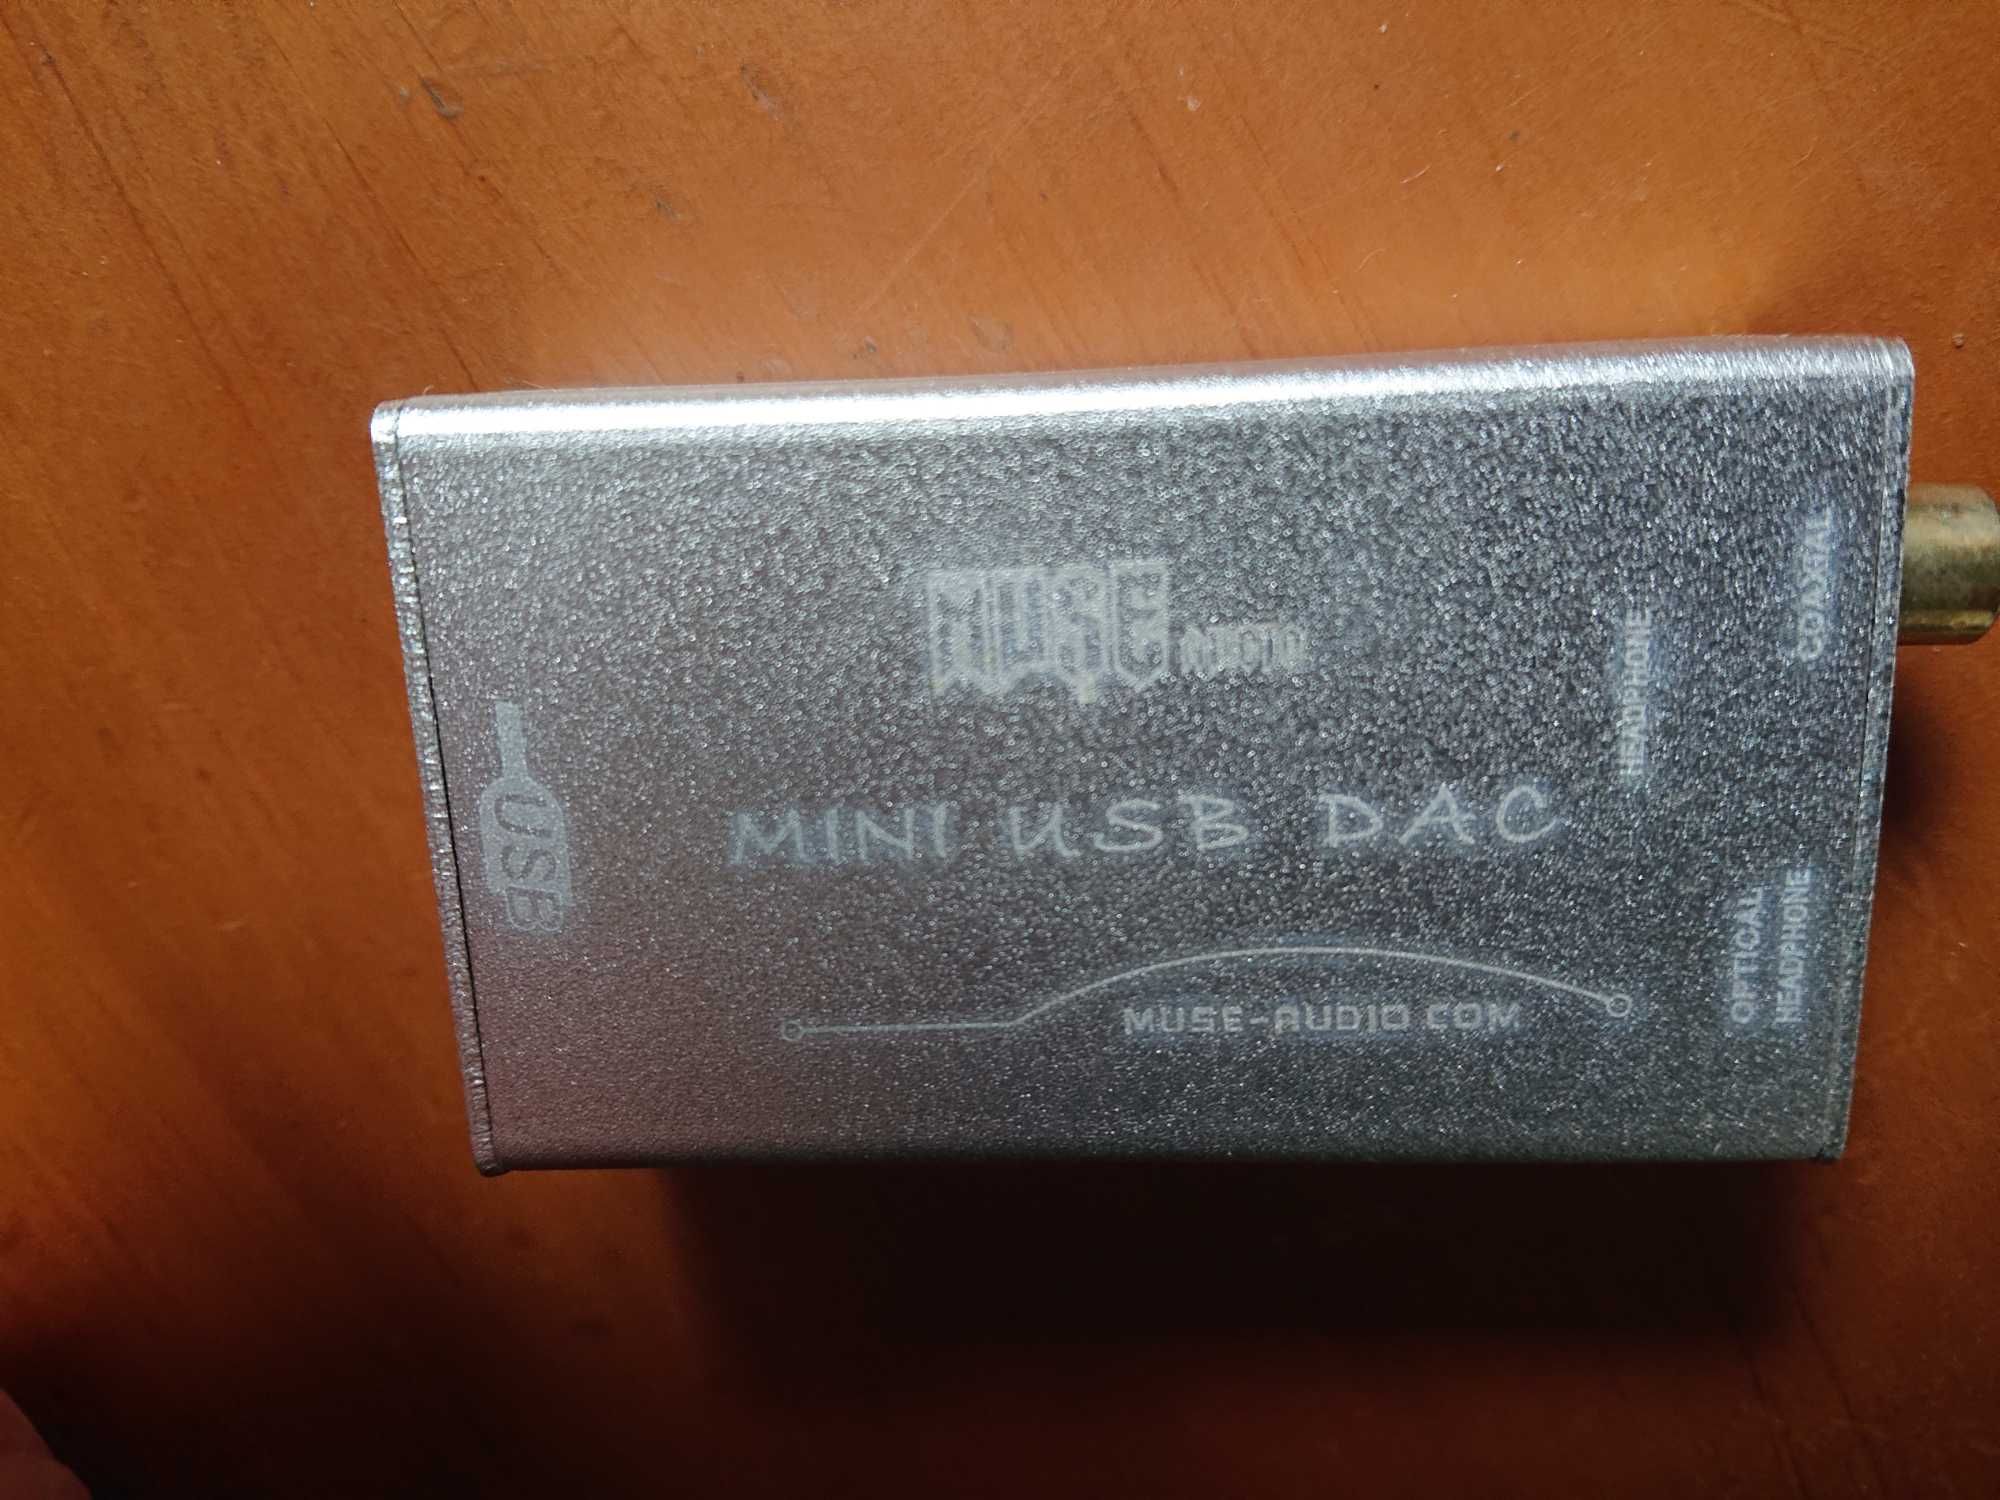 MUSE AUDIO
MINI USB DAC
MUSE-AUDIO.COM
USB
HEADPHONE
COAXIAL
OPTICAL
HEADPHONE